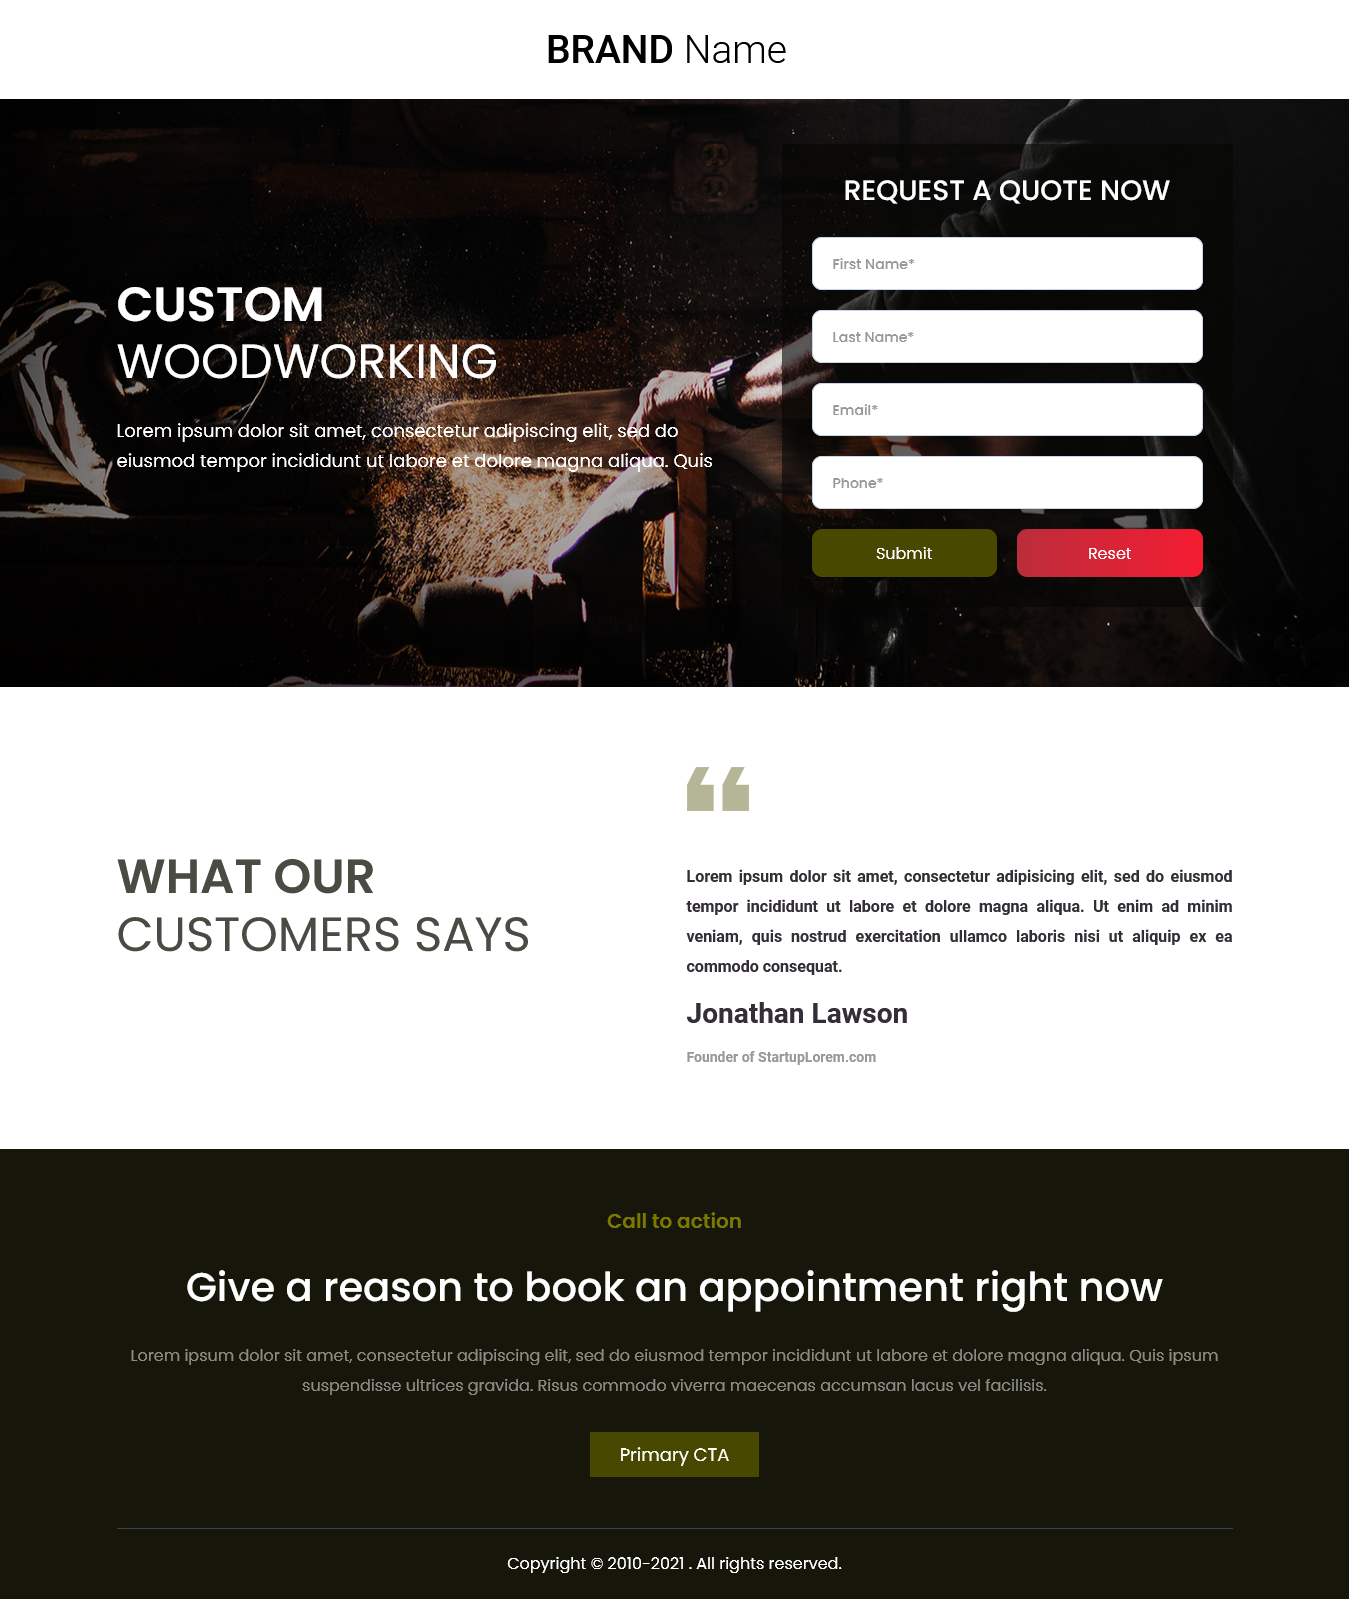 BRAND Name
CUSTOM
WOODWORKING
Lorem ipsum dolor sit amet, consectetur adipiscing elit, sed do
eiusmod tempor incididunt ut labore et dolore magna aliqua. Quis
REQUEST A QUOTE NOW
First Name*
Last Name*
Email*
Phone*
Submit
Reset
WHAT OUR
CUSTOMERS SAYS
Lorem ipsum dolor sit amet, consectetur adipisicing elit, sed do eiusmod
tempor incididunt ut labore et dolore magna aliqua. Ut enim ad minim
veniam, quis nostrud exercitation ullamco laboris nisi ut aliquip ex ea
commodo consequat.
Jonathan Lawson
Founder of StartupLorem.com
Call to action
Give a reason to book an appointment right now
Lorem ipsum dolor sit amet, consectetur adipiscing elit, sed do eiusmod tempor incididunt ut labore et dolore magna aliqua. Quis ipsum
suspendisse ultrices gravida. Risus commodo viverra maecenas accumsan lacus vel facilisis.
Primary CTA
Copyright © 2010-2021 . All rights reserved.